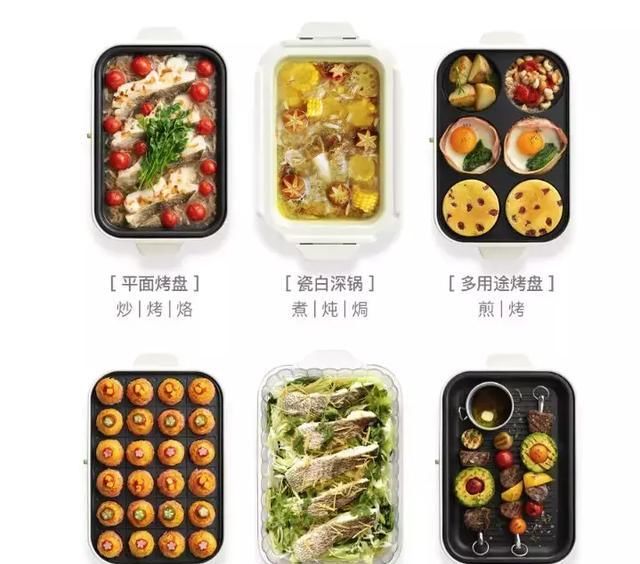 [ 平面烤盘 ]
炒 | 烤 | 烙
[ 瓷白深锅 ]
煮 | 炖 | 焗
[ 多用途烤盘 ]
煎 | 烤